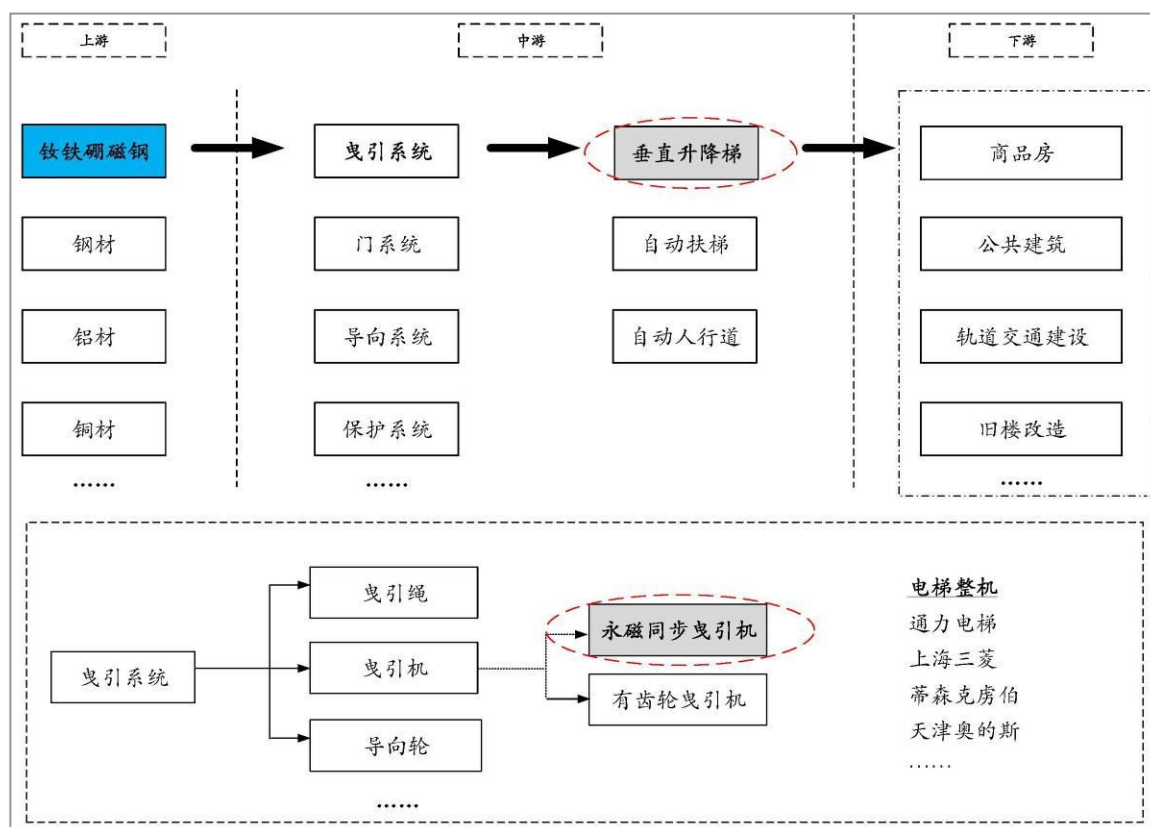 上游
中游
下游
钕铁硼磁钢
曳引系统
垂直升降梯
商品房
钢材
门系统
自动扶梯
公共建筑
铝材
导向系统
自动人行道
轨道交通建设
铜材
保护系统
旧楼改造
……
……
……
曳引系统
曳引绳
曳引机
导向轮
……
永磁同步曳引机
有齿轮曳引机
电梯整机
通力电梯
上海三菱
蒂森克虏伯
天津奥的斯
……